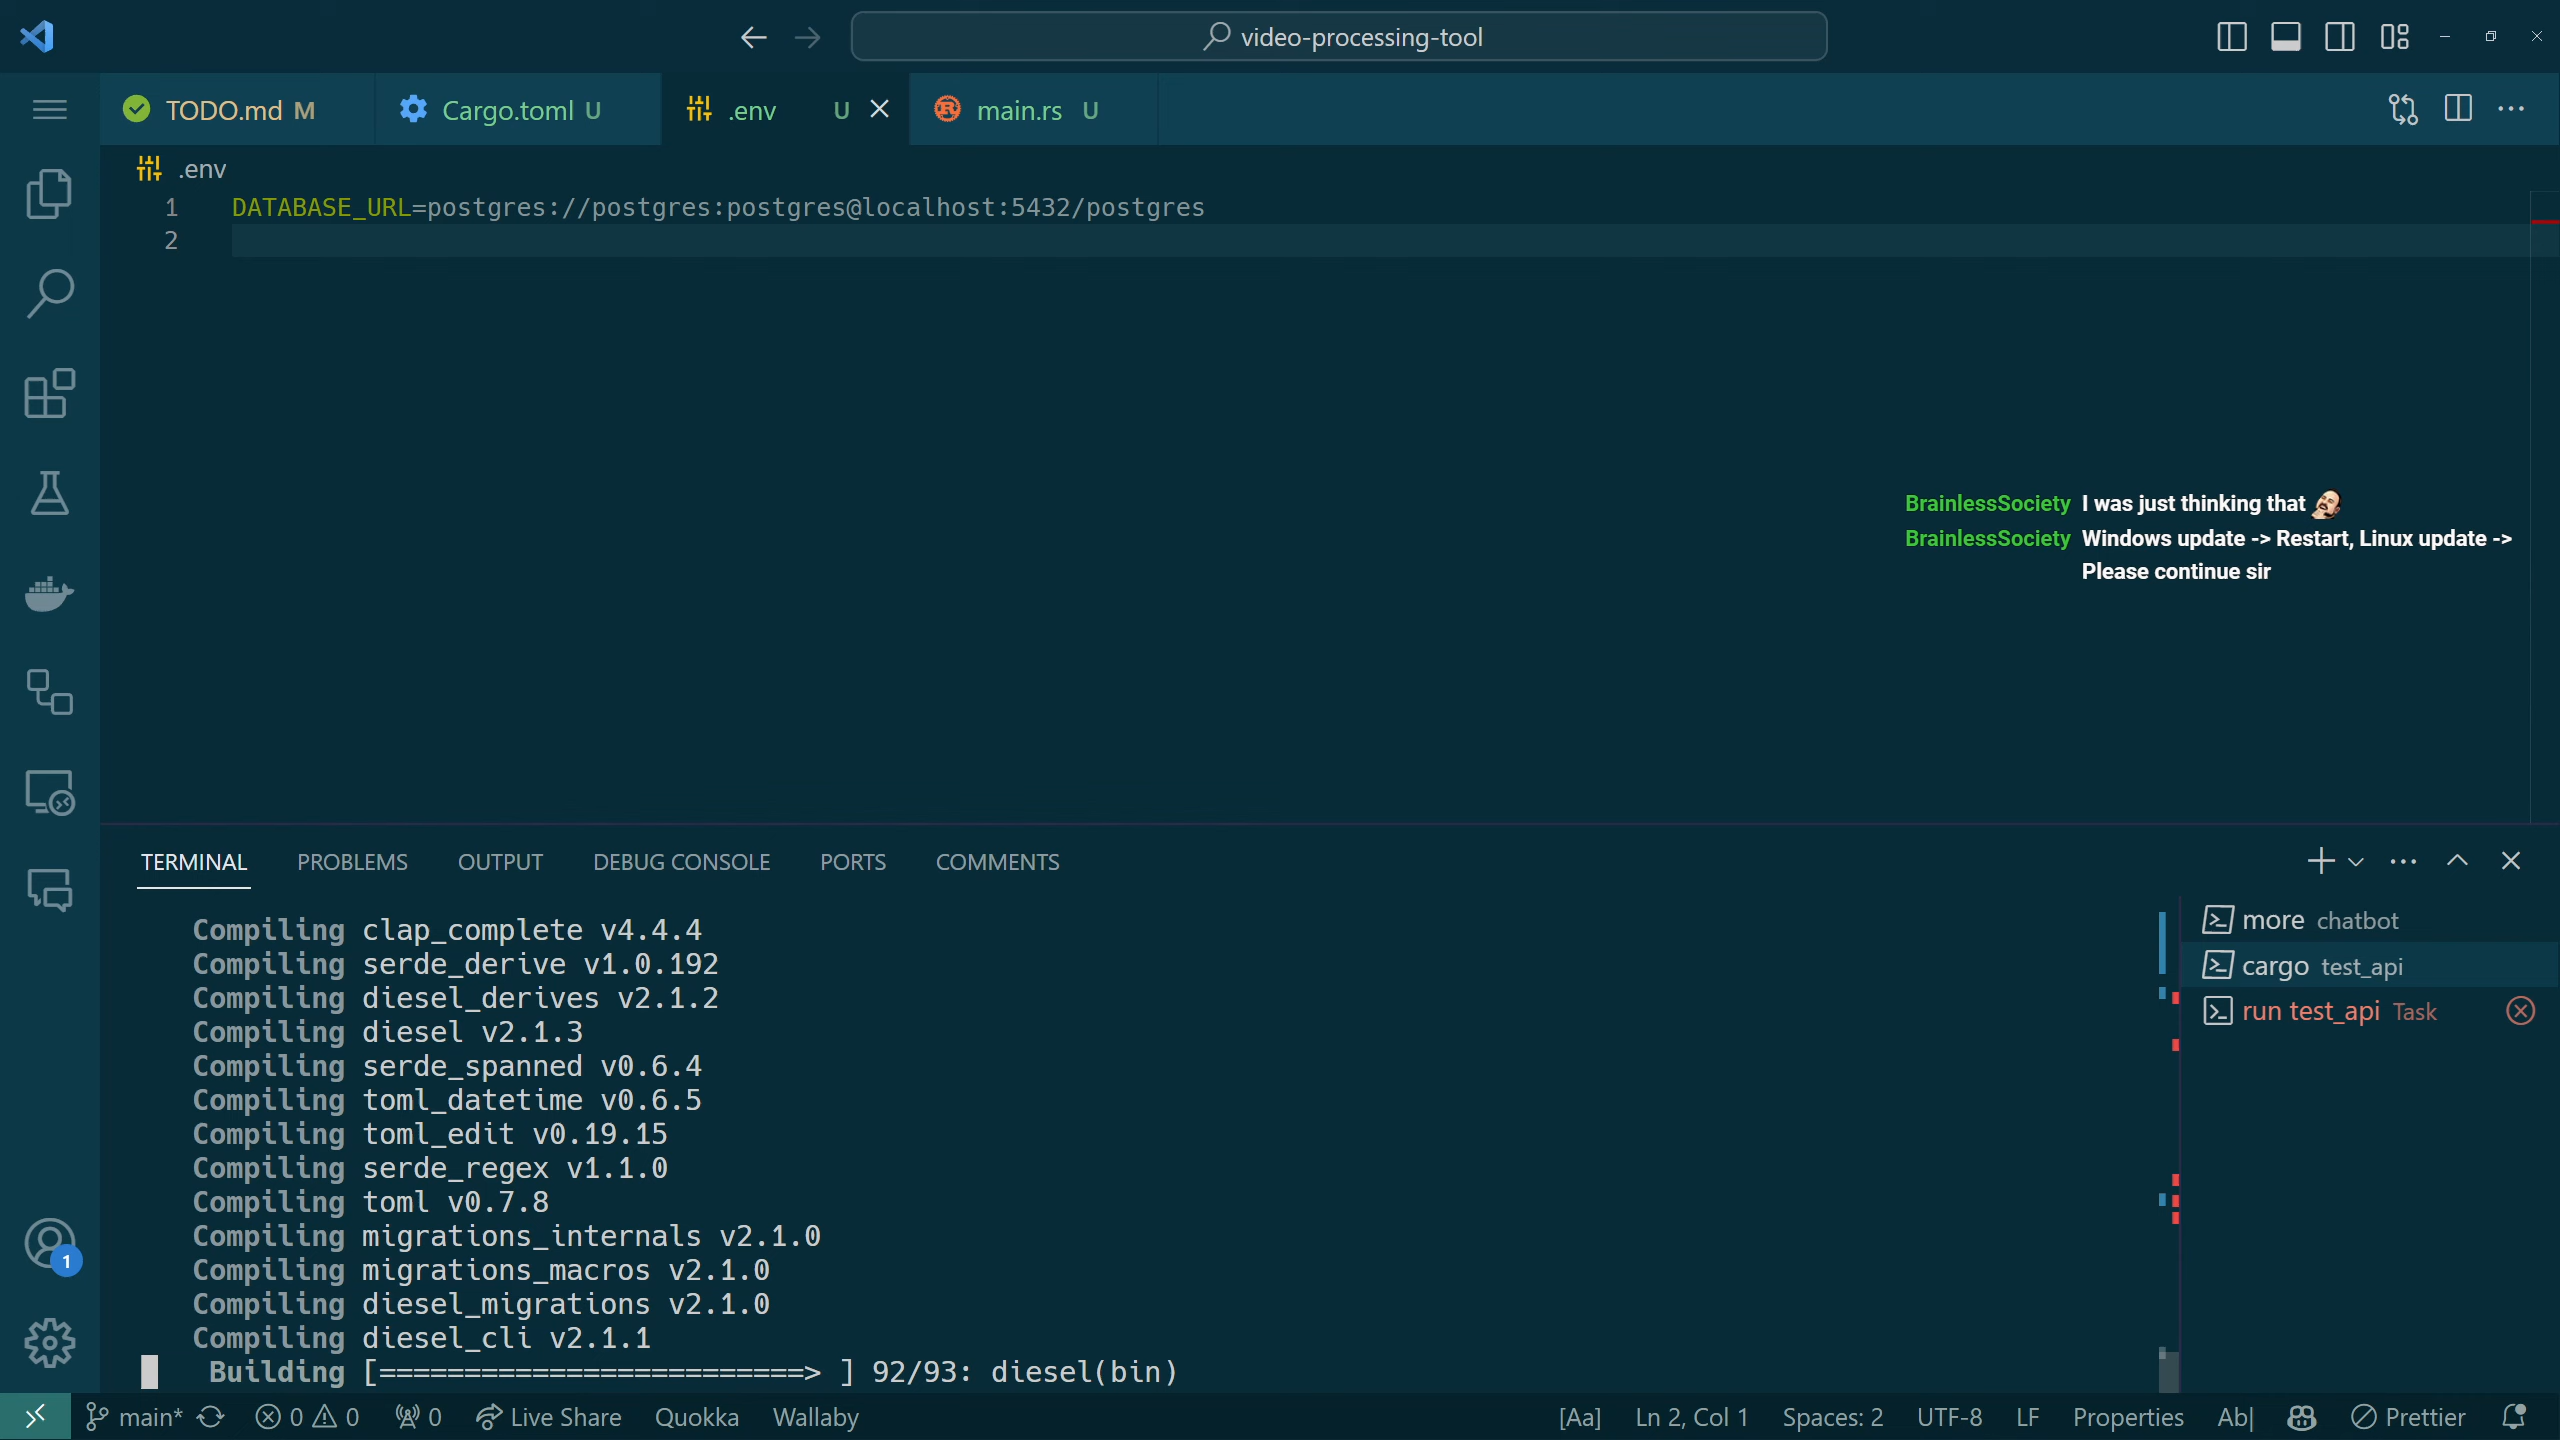 video-processing-tool
TODO.md M
Cargo.toml U
.env U
main.rs U
.env
1 DATABASE_URL=postgres://postgres:postgres@localhost:5432/postgres
2
BrainlessSociety I was just thinking that
BrainlessSociety Windows update -> Restart, Linux update ->
Please continue sir
TERMINAL PROBLEMS OUTPUT DEBUG CONSOLE PORTS COMMENTS
Compiling clap_complete v4.4.4
Compiling serde_derive v1.0.192
Compiling diesel_derives v2.1.2
Compiling diesel v2.1.3
Compiling serde_spanned v0.6.4
Compiling toml_datetime v0.6.5
Compiling toml_edit v0.19.15
Compiling serde_regex v1.1.0
Compiling toml v0.7.8
Compiling migrations_internals v2.1.0
Compiling migrations_macros v2.1.0
Compiling diesel_migrations v2.1.0
Compiling diesel_cli v2.1.1
Building [=========================> ] 92/93: diesel(bin)
more chatbot
cargo test_api
run test_api Task
1
main* 0 0 0 Live Share Quokka Wallaby [Aa] Ln 2, Col 1 Spaces: 2 UTF-8 LF Properties Ab| Prettier